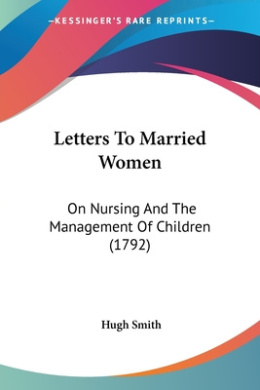 KESSINGER'S RARE REPRINTS
Letters To Married
Women
On Nursing And The
Management Of Children
(1792)
Hugh Smith